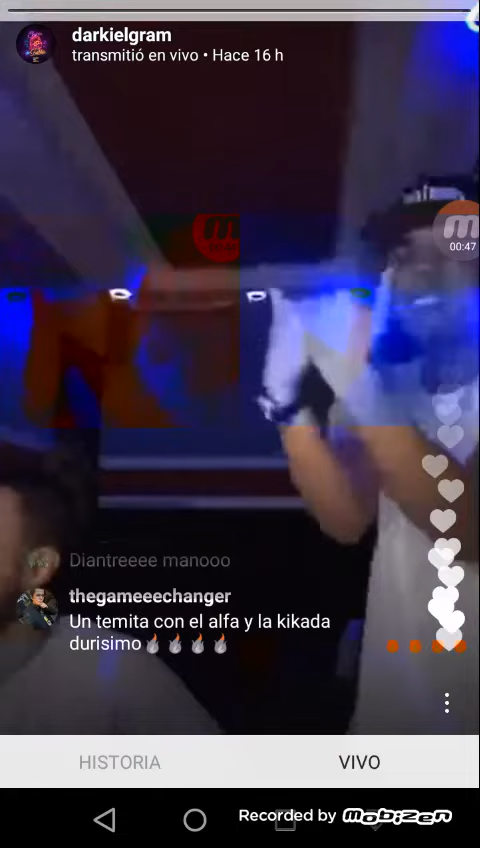 darkielgram
transmitió en vivo • Hace 16 h
00:47
Diantreeee manooo
thegameeechanger
Un temita con el alfa y la kikada
durisimo🔥🔥🔥🔥
HISTORIA
VIVO
Recorded by Mobizen